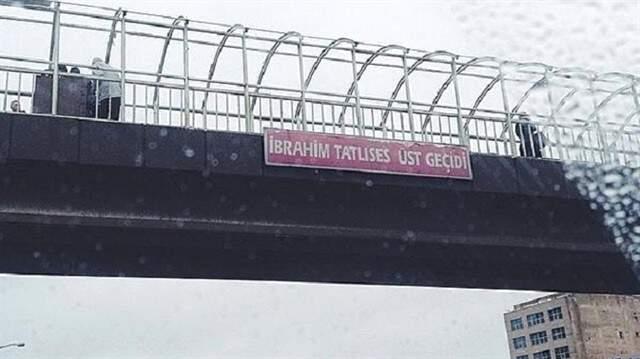 İBRAHİM TATLISES ÜST GEÇİDİ